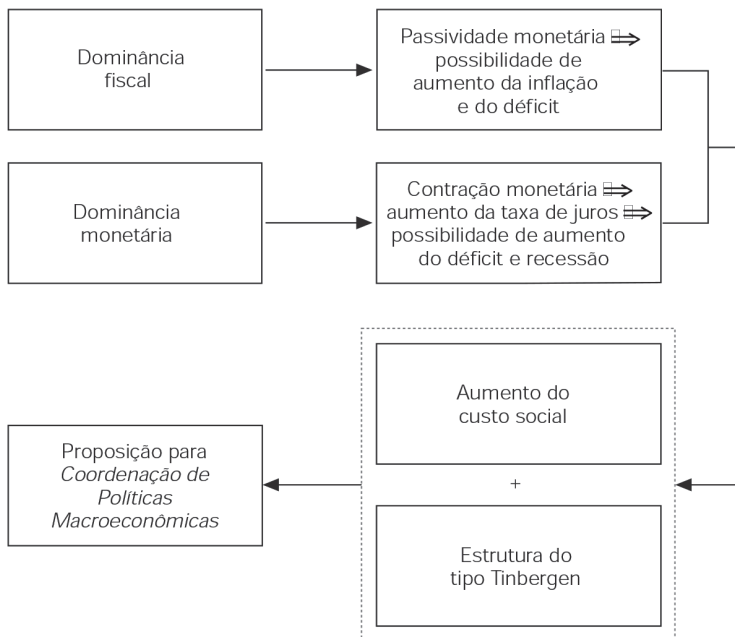 Dominância
fiscal
Passividade monetária ⇒
possibilidade de
aumento da inflação
e do déficit
Dominância
monetária
Contração monetária ⇒
aumento da taxa de juros ⇒
possibilidade de aumento
do déficit e recessão
Aumento do
custo social
+
Estrutura do
tipo Tinbergen
Proposição para
Coordenação de
Políticas
Macroeconômicas